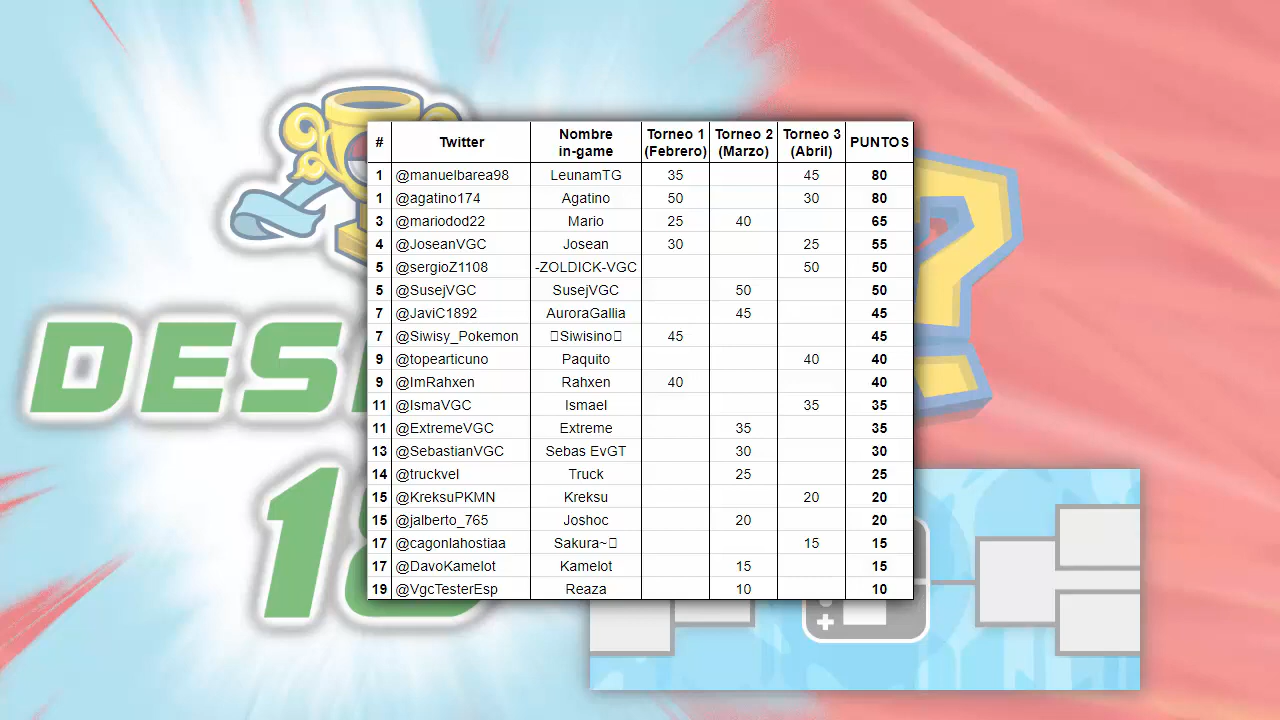 # Twitter Nombre in-game Torneo 1 (Febrero) Torneo 2 (Marzo) Torneo 3 (Abril) PUNTOS
1 @manuelbarea98 LeunamTG 35 45 80
1 @agatino174 Agatino 50 30 80
3 @mariodod22 Mario 25 40 65
4 @JoseanVGC Josean 30 25 55
5 @sergioZ1108 -ZOLDICK-VGC 50 50
5 @SusejVGC SusejVGC 50 50
7 @JaviC1892 AuroraGallia 45 45
7 @Siwisy_Pokemon Siwisino 45 45
9 @topearticuno Paquito 40 40
9 @ImRahxen Rahxen 40 40
11 @IsmaVGC Ismael 35 35
11 @ExtremeVGC Extreme 35 35
13 @SebastianVGC Sebas EvGT 30 30
14 @truckvel Truck 25 25
15 @KreksuPKMN Kreksu 20 20
15 @jalberto_765 Joshoc 20 20
17 @cagonlahostiaa Sakura~ 15 15
17 @DavoKamelot Kamelot 15 15
19 @VgcTesterEsp Reaza 10 10